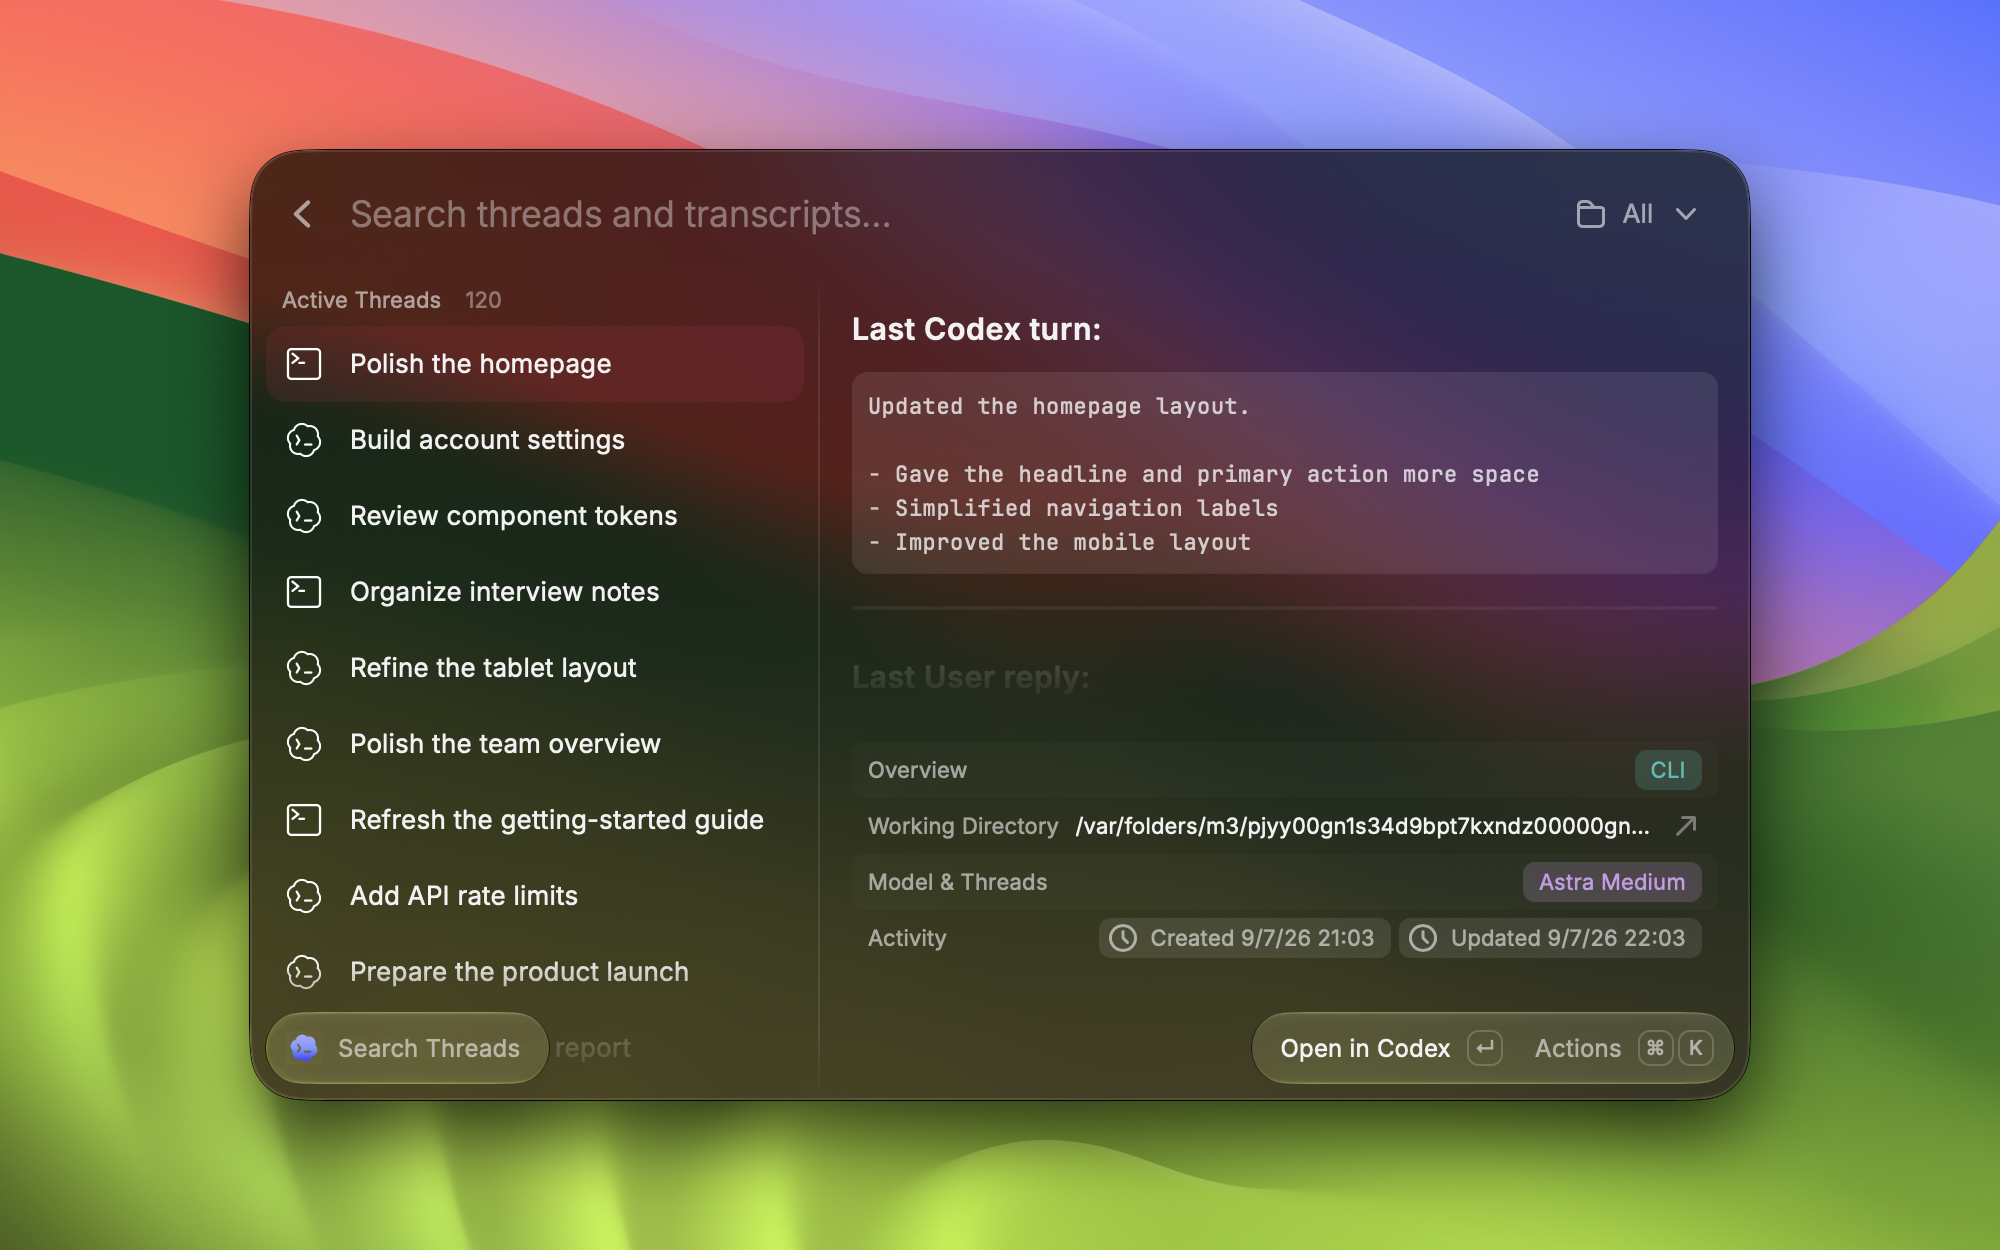 Search threads and transcripts...
All
Active Threads 120
Polish the homepage
Build account settings
Review component tokens
Organize interview notes
Refine the tablet layout
Polish the team overview
Refresh the getting-started guide
Add API rate limits
Prepare the product launch
report
Search Threads
Last Codex turn:
Updated the homepage layout.
- Gave the headline and primary action more space
- Simplified navigation labels
- Improved the mobile layout
Last User reply:
Overview CLI
Working Directory /var/folders/m3/pjyy00gn1s34d9bpt7kxndz00000gn...
Model & Threads Astra Medium
Activity Created 9/7/26 21:03 Updated 9/7/26 22:03
Open in Codex ↵ Actions ⌘ K